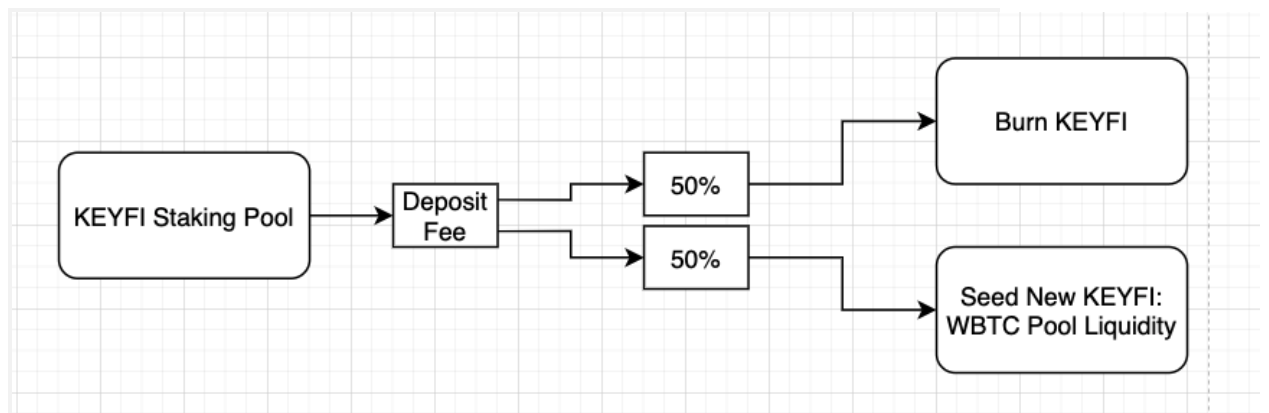 KEYFI Staking Pool
Deposit
Fee
50%
50%
Burn KEYFI
Seed New KEYFI:
WBTC Pool Liquidity